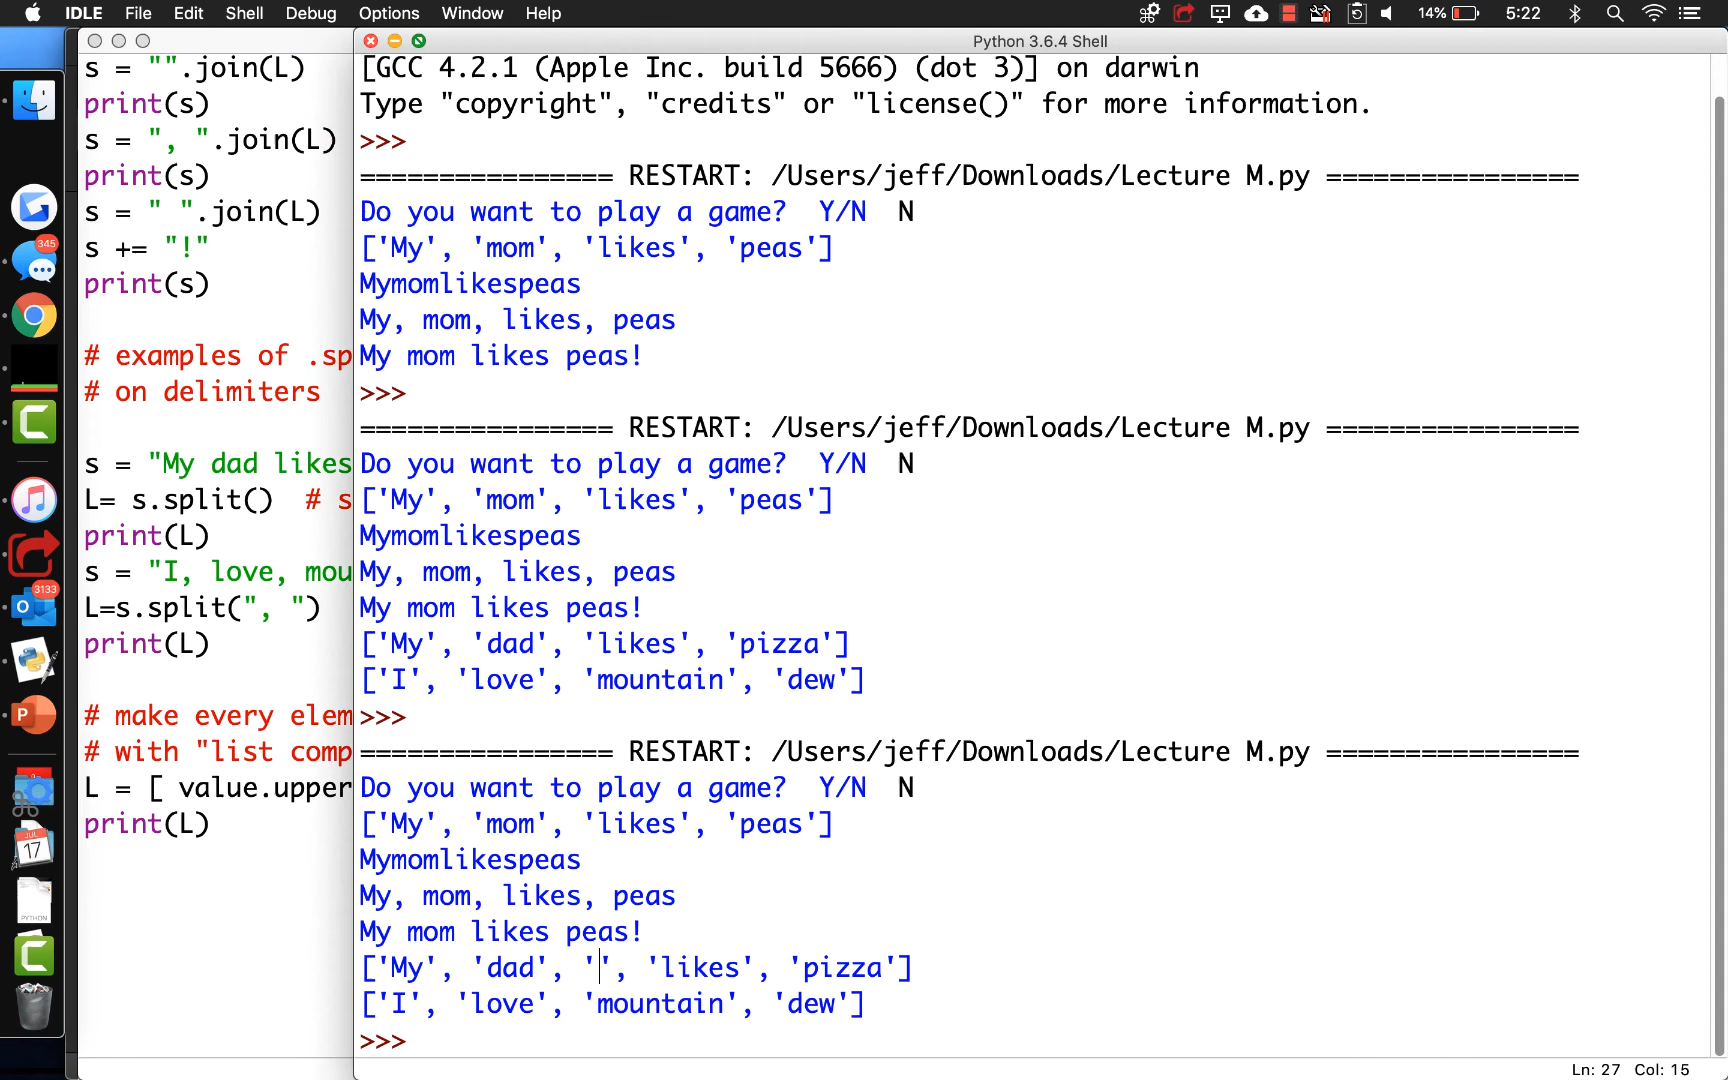 IDLE File Edit Shell Debug Options Window Help 14% 5:22
Python 3.6.4 Shell
s = "".join(L)
print(s)
s = ", ".join(L)
print(s)
s = " ".join(L)
s += "!"
print(s)
# examples of .sp
# on delimiters
s = "My dad likes
L= s.split()  # s
print(L)
s = "I, love, mou
L=s.split(", ")
print(L)
# make every elem
# with "list comp
L = [ value.upper
print(L)
[GCC 4.2.1 (Apple Inc. build 5666) (dot 3)] on darwin
Type "copyright", "credits" or "license()" for more information.
>>>
================ RESTART: /Users/jeff/Downloads/Lecture M.py ================
Do you want to play a game?  Y/N  N
['My', 'mom', 'likes', 'peas']
Mymomlikespeas
My, mom, likes, peas
My mom likes peas!
>>>
================ RESTART: /Users/jeff/Downloads/Lecture M.py ================
Do you want to play a game?  Y/N  N
['My', 'mom', 'likes', 'peas']
Mymomlikespeas
My, mom, likes, peas
My mom likes peas!
['My', 'dad', 'likes', 'pizza']
['I', 'love', 'mountain', 'dew']
>>>
================ RESTART: /Users/jeff/Downloads/Lecture M.py ================
Do you want to play a game?  Y/N  N
['My', 'mom', 'likes', 'peas']
Mymomlikespeas
My, mom, likes, peas
My mom likes peas!
['My', 'dad', '', 'likes', 'pizza']
['I', 'love', 'mountain', 'dew']
>>>
Ln: 27 Col: 15
345
3133
O
P
JUL
17
PYTHON